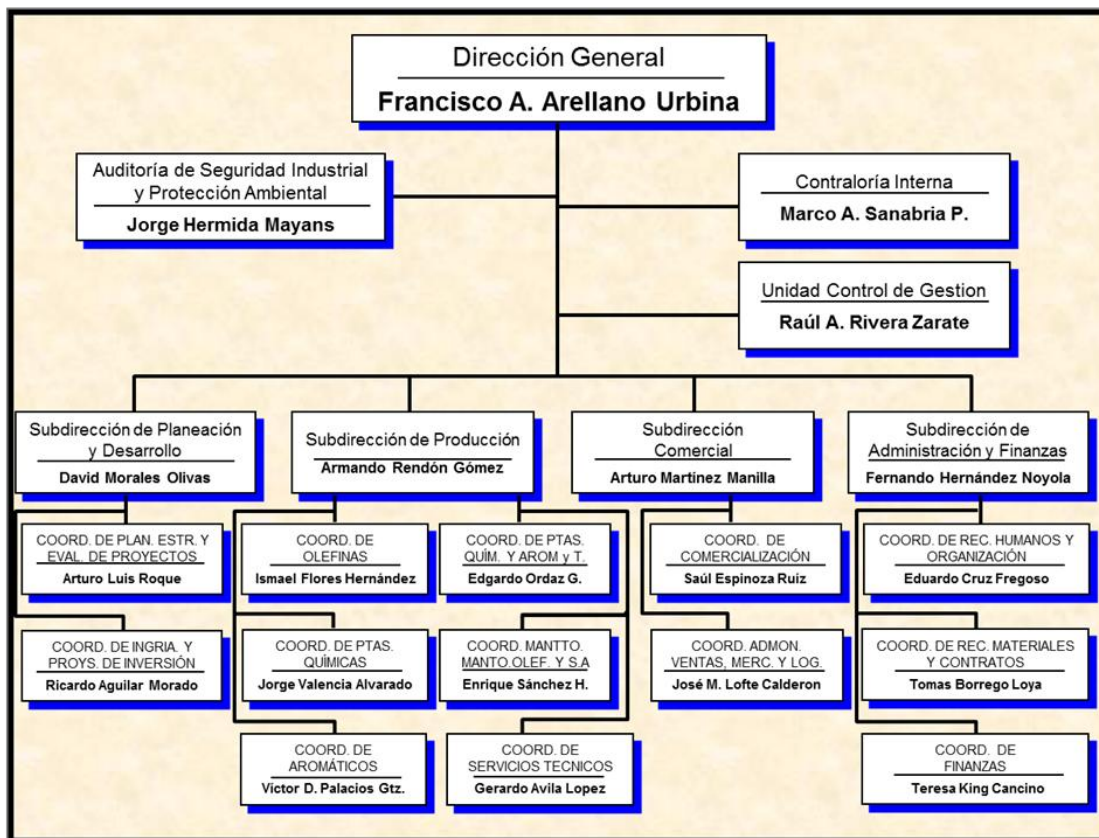 Dirección General
Francisco A. Arellano Urbina
Auditoría de Seguridad Industrial
y Protección Ambiental
Jorge Hermida Mayans
Contraloría Interna
Marco A. Sanabria P.
Unidad Control de Gestion
Raúl A. Rivera Zarate
Subdirección de Planeación
y Desarrollo
David Morales Olivas
Subdirección de Producción
Armando Rendón Gómez
Subdirección
Comercial
Arturo Martínez Manilla
Subdirección de
Administración y Finanzas
Fernando Hernández Noyola
COORD. DE PLAN. ESTR. Y
EVAL. DE PROYECTOS
Arturo Luis Roque
COORD. DE
OLEFINAS
Ismael Flores Hernández
COORD. DE PTAS.
QUÍM. Y AROM y T.
Edgardo Ordaz G.
COORD. DE
COMERCIALIZACIÓN
Saúl Espinoza Ruiz
COORD. DE REC. HUMANOS Y
ORGANIZACIÓN
Eduardo Cruz Fregoso
COORD. DE INGRIA. Y
PROYS. DE INVERSIÓN
Ricardo Aguilar Morado
COORD. DE PTAS.
QUÍMICAS
Jorge Valencia Alvarado
COORD. MANTTO.
MANTO.OLEF. Y S.A
Enrique Sánchez H.
COORD. ADMON.
VENTAS, MERC. Y LOG.
José M. Lofte Calderon
COORD. DE REC. MATERIALES
Y CONTRATOS
Tomas Borrego Loya
COORD. DE
AROMÁTICOS
Víctor D. Palacios Gtz.
COORD. DE
SERVICIOS TECNICOS
Gerardo Avila Lopez
COORD. DE
FINANZAS
Teresa King Cancino